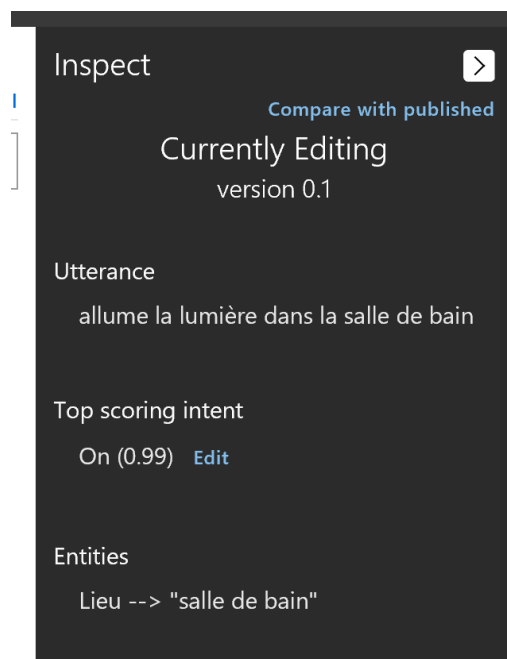 Inspect
Compare with published
Currently Editing
version 0.1
Utterance
allume la lumière dans la salle de bain
Top scoring intent
On (0.99) Edit
Entities
Lieu --> "salle de bain"